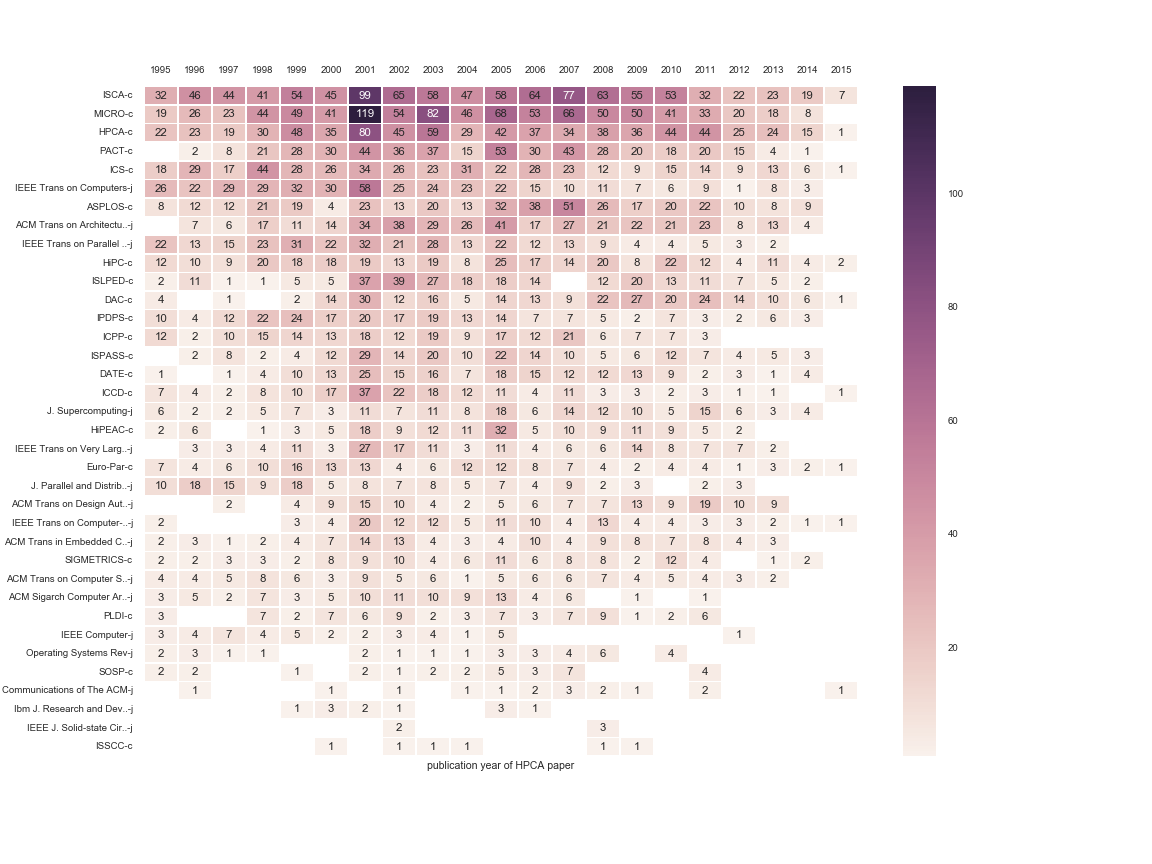 1995 1996 1997 1998 1999 2000 2001 2002 2003 2004 2005 2006 2007 2008 2009 2010 2011 2012 2013 2014 2015
ISCA-c 32 46 44 41 54 45 99 65 58 47 58 64 77 63 55 53 32 22 23 19 7
MICRO-c 19 26 23 44 49 41 119 54 82 46 68 53 66 50 50 41 33 20 18 8
HPCA-c 22 23 19 30 48 35 80 45 59 29 42 37 34 38 36 44 44 25 24 15 1
PACT-c 2 8 21 28 30 44 36 37 15 53 30 43 28 20 18 20 15 4 1
ICS-c 18 29 17 44 28 26 34 26 23 31 22 28 23 12 9 15 14 9 13 6 1
IEEE Trans on Computers-j 26 22 29 29 32 30 58 25 24 23 22 15 10 11 7 6 9 1 8 3
100
ASPLOS-c 8 12 12 21 19 4 23 13 20 13 32 38 51 26 17 20 22 10 8 9
ACM Trans on Architectu..-j 7 6 17 11 14 34 38 29 26 41 17 27 21 22 21 23 8 13 4
IEEE Trans on Parallel ..-j 22 13 15 23 31 22 32 21 28 13 22 12 13 9 4 4 5 3 2
HiPC-c 12 10 9 20 18 18 19 13 19 8 25 17 14 20 8 22 12 4 11 4 2
ISLPED-c 2 11 1 1 5 5 37 39 27 18 18 14 12 20 13 11 7 5 2
DAC-c 4 1 2 14 30 12 16 5 14 13 9 22 27 20 24 14 10 6 1
80
IPDPS-c 10 4 12 22 24 17 20 17 19 13 14 7 7 5 2 7 3 2 6 3
ICPP-c 12 2 10 15 14 13 18 12 19 9 17 12 21 6 7 7 3
ISPASS-c 2 8 2 4 12 29 14 20 10 22 14 10 5 6 12 7 4 5 3
DATE-c 1 1 4 10 13 25 15 16 7 18 15 12 12 13 9 2 3 1 4
ICCD-c 7 4 2 8 10 17 37 22 18 12 11 4 11 3 3 2 3 1 1 1
J. Supercomputing-j 6 2 2 5 7 3 11 7 11 8 18 6 14 12 10 5 15 6 3 4
60
HiPEAC-c 2 6 1 3 5 18 9 12 11 32 5 10 9 11 9 5 2
IEEE Trans on Very Larg..-j 3 3 4 11 3 27 17 11 3 11 4 6 6 14 8 7 7 2
Euro-Par-c 7 4 6 10 16 13 13 4 6 12 12 8 7 4 2 4 4 1 3 2 1
J. Parallel and Distrib..-j 10 18 15 9 18 5 8 7 8 5 7 4 9 2 3 2 3
ACM Trans on Design Aut..-j 2 4 9 15 10 4 2 5 6 7 7 13 9 19 10 9
IEEE Trans on Computer-..-j 2 3 4 20 12 12 5 11 10 4 13 4 4 3 3 2 1 1
40
ACM Trans in Embedded C..-j 2 3 1 2 4 7 14 13 4 3 4 10 4 9 8 7 8 4 3
SIGMETRICS-c 2 2 3 3 2 8 9 10 4 6 11 6 8 8 2 12 4 1 2
ACM Trans on Computer S..-j 4 4 5 8 6 3 9 5 6 1 5 6 6 7 4 5 4 3 2
ACM Sigarch Computer Ar..-j 3 5 2 7 3 5 10 11 10 9 13 4 6 1 1
PLDI-c 3 7 2 7 6 9 2 3 7 3 7 9 1 2 6
IEEE Computer-j 3 4 7 4 5 2 2 3 4 1 5 1
20
Operating Systems Rev-j 2 3 1 1 2 1 1 1 3 3 4 6 4
SOSP-c 2 2 1 2 1 2 2 5 3 7 4
Communications of The ACM-j 1 1 1 1 1 2 3 2 1 2 1
Ibm J. Research and Dev..-j 1 3 2 1 3 1
IEEE J. Solid-state Cir..-j 2 3
ISSCC-c 1 1 1 1 1 1
publication year of HPCA paper